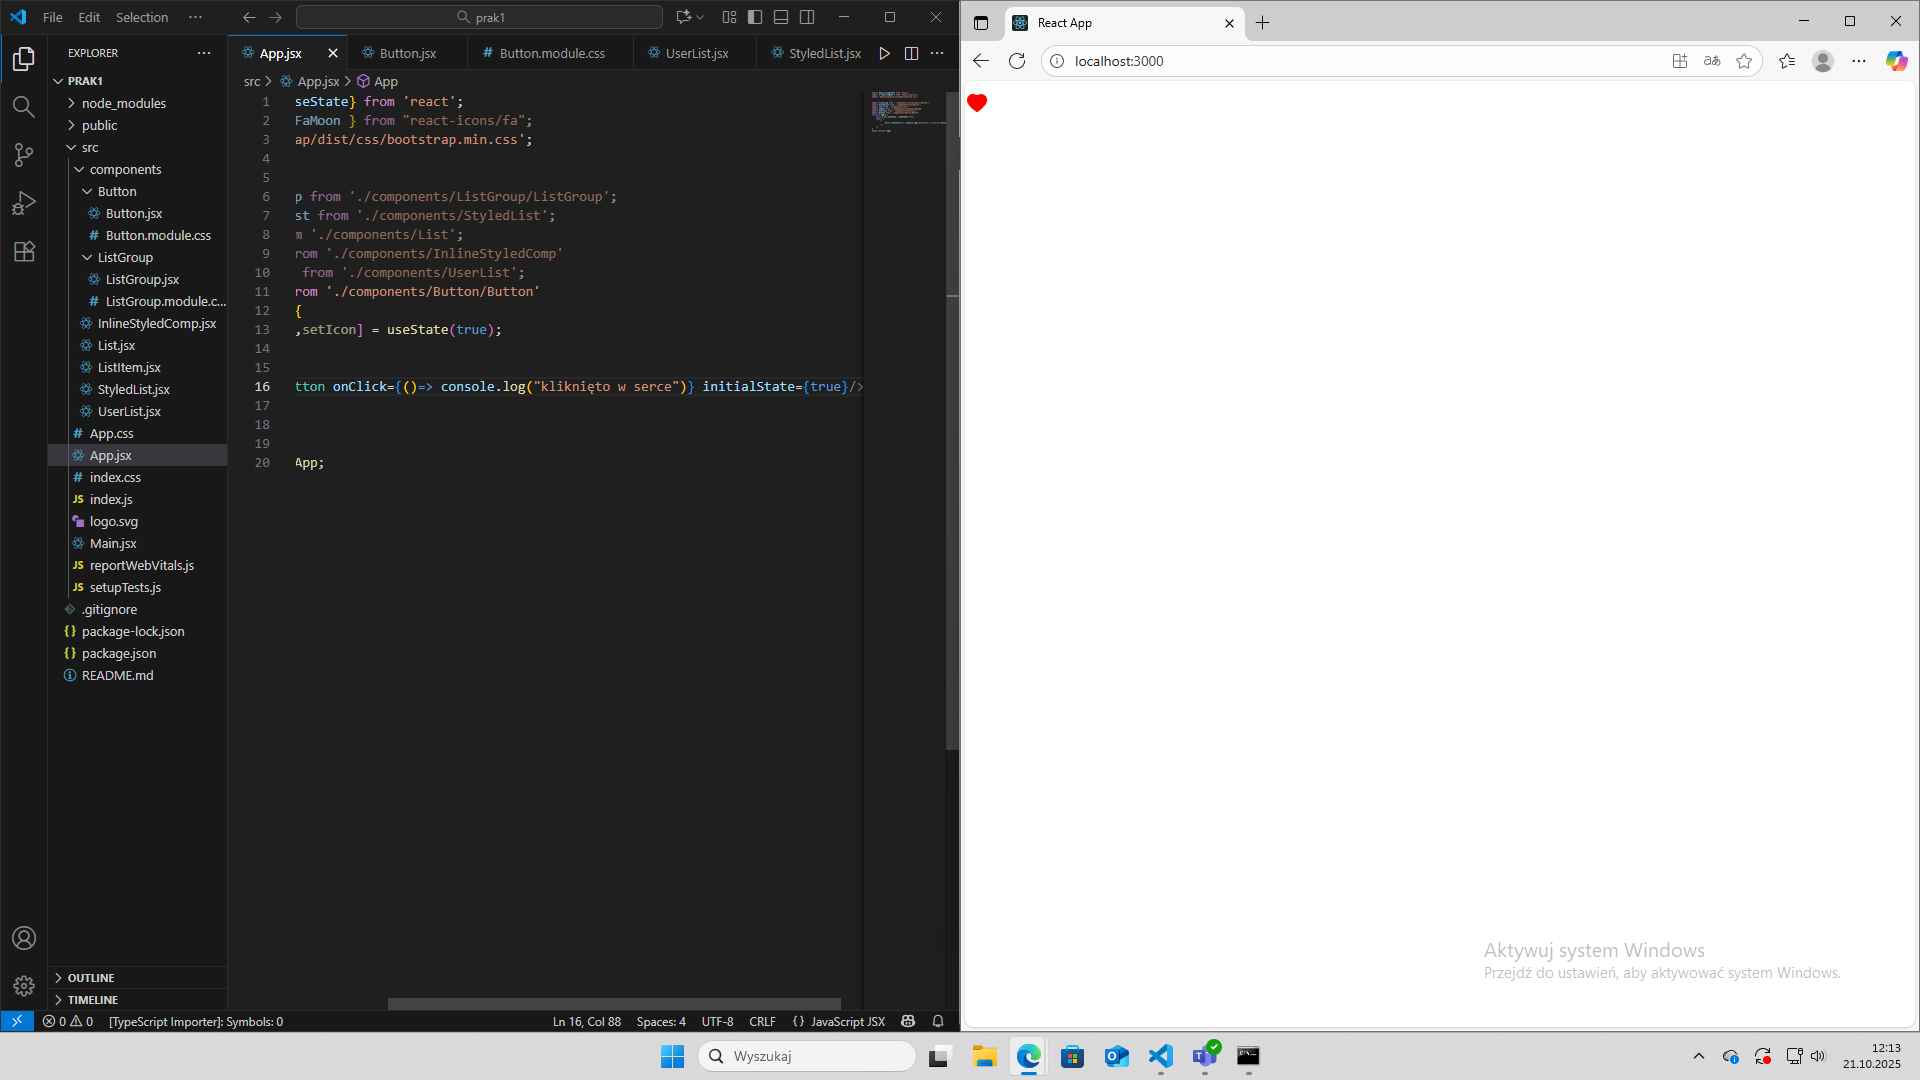 File Edit Selection ···
prak1
EXPLORER
App.jsx
Button.jsx
# Button.module.css
UserList.jsx
StyledList.jsx
PRAK1
node_modules
public
src
components
Button
Button.jsx
# Button.module.css
ListGroup
ListGroup.jsx
# ListGroup.module.c...
InlineStyledComp.jsx
List.jsx
ListItem.jsx
StyledList.jsx
UserList.jsx
# App.css
App.jsx
# index.css
JS index.js
logo.svg
Main.jsx
JS reportWebVitals.js
JS setupTests.js
.gitignore
{} package-lock.json
{} package.json
README.md
OUTLINE
TIMELINE
src > App.jsx > App
1 seState} from 'react';
2 FaMoon } from "react-icons/fa";
3 ap/dist/css/bootstrap.min.css';
4
5
6 p from './components/ListGroup/ListGroup';
7 st from './components/StyledList';
8 m './components/List';
9 rom './components/InlineStyledComp'
10 from './components/UserList';
11 rom './components/Button/Button'
12 {
13 ,setIcon] = useState(true);
14
15
16 tton onClick={()=> console.log("kliknięto w serce")} initialState={true}/>
17
18
19
20 App;
0 0 [TypeScript Importer]: Symbols: 0
Ln 16, Col 88 Spaces: 4 UTF-8 CRLF {} JavaScript JSX
React App
localhost:3000
Aktywuj system Windows
Przejdź do ustawień, aby aktywować system Windows.
Wyszukaj
12:13
21.10.2025